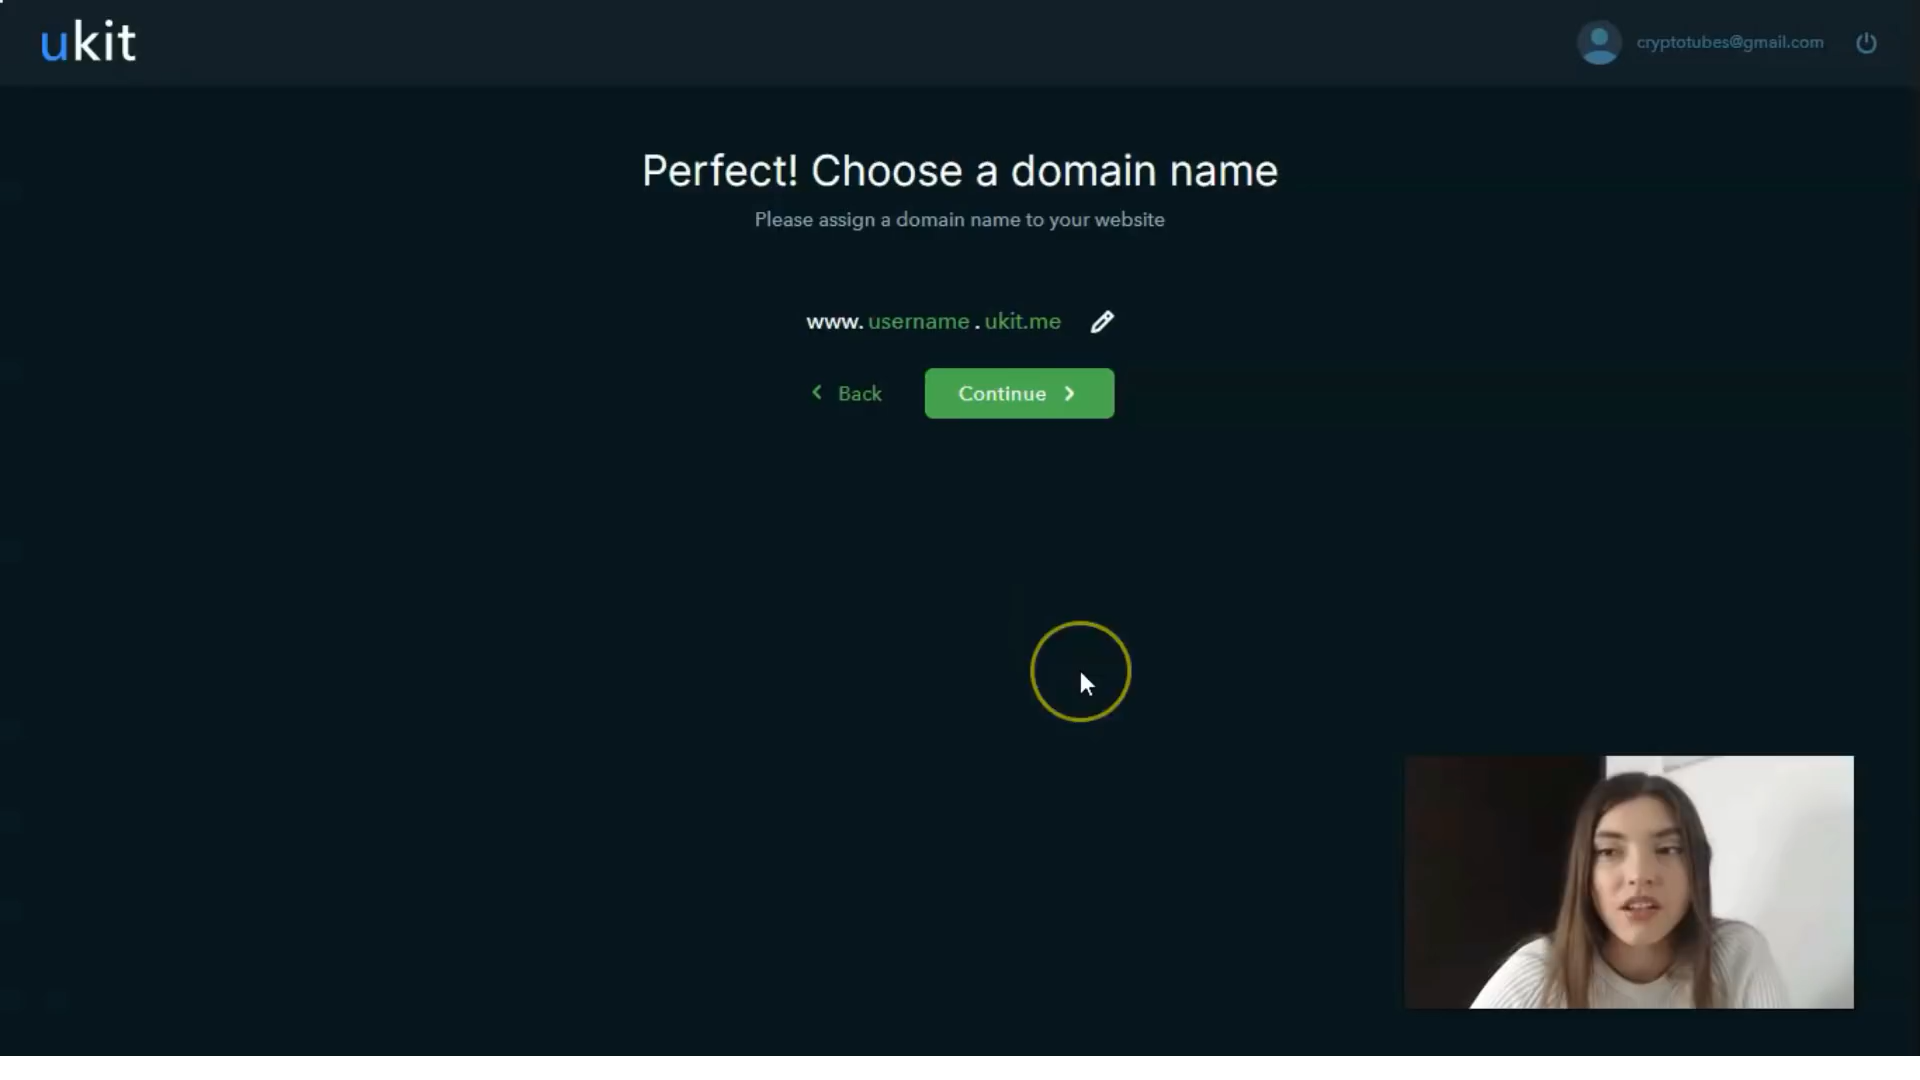 ukit
cryptotubes@gmail.com
Perfect! Choose a domain name
Please assign a domain name to your website
www. username . ukit.me
Back
Continue